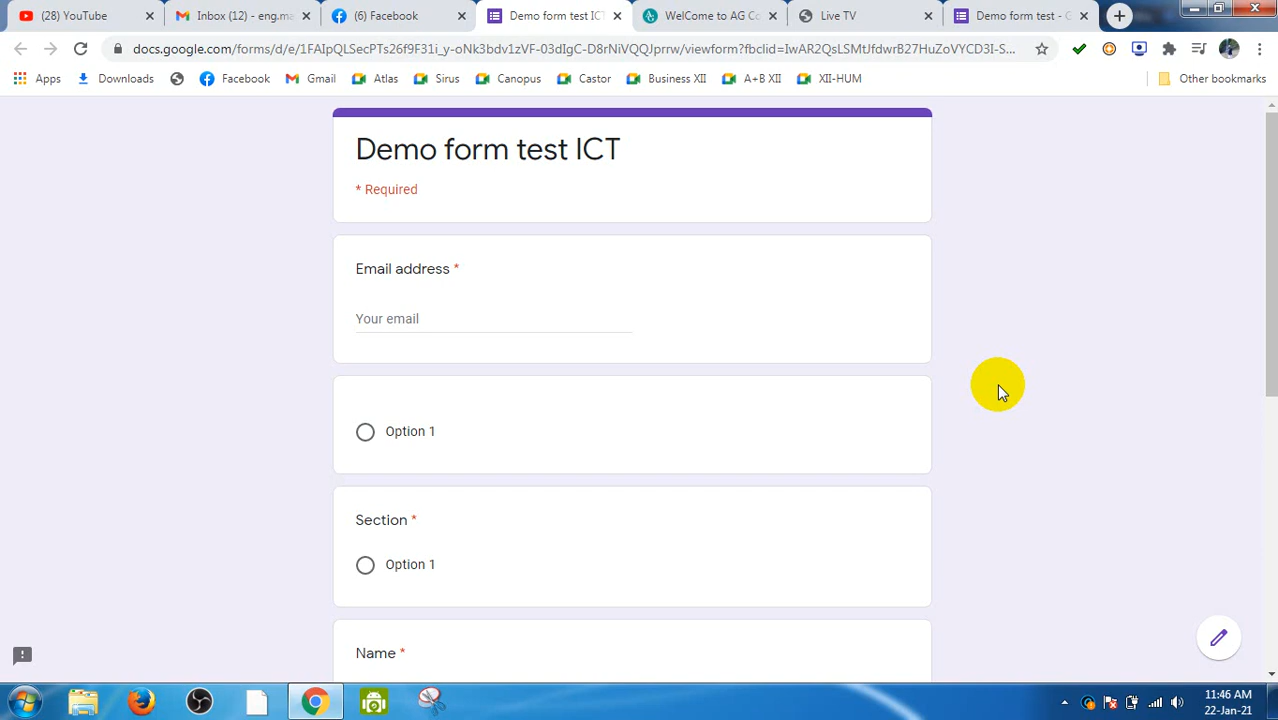 (28) YouTube
Inbox (12) - eng.ma
(6) Facebook
Demo form test IC
WelCome to AG Co
Live TV
Demo form test - G
docs.google.com/forms/d/e/1FAIpQLSecPTs26f9F31i_y-oNk3bdv1zVF-03dIgC-D8rNiVQQJprrw/viewform?fbclid=IwAR2QsLSMtJfdwrB27HuZoVYCD3I-S...
Apps
Downloads
Facebook
Gmail
Atlas
Sirius
Canopus
Castor
Business XII
A+B XII
XII-HUM
Other bookmarks
Demo form test ICT
* Required
Email address *
Your email
Option 1
Section *
Option 1
Name *
11:46 AM
22-Jan-21